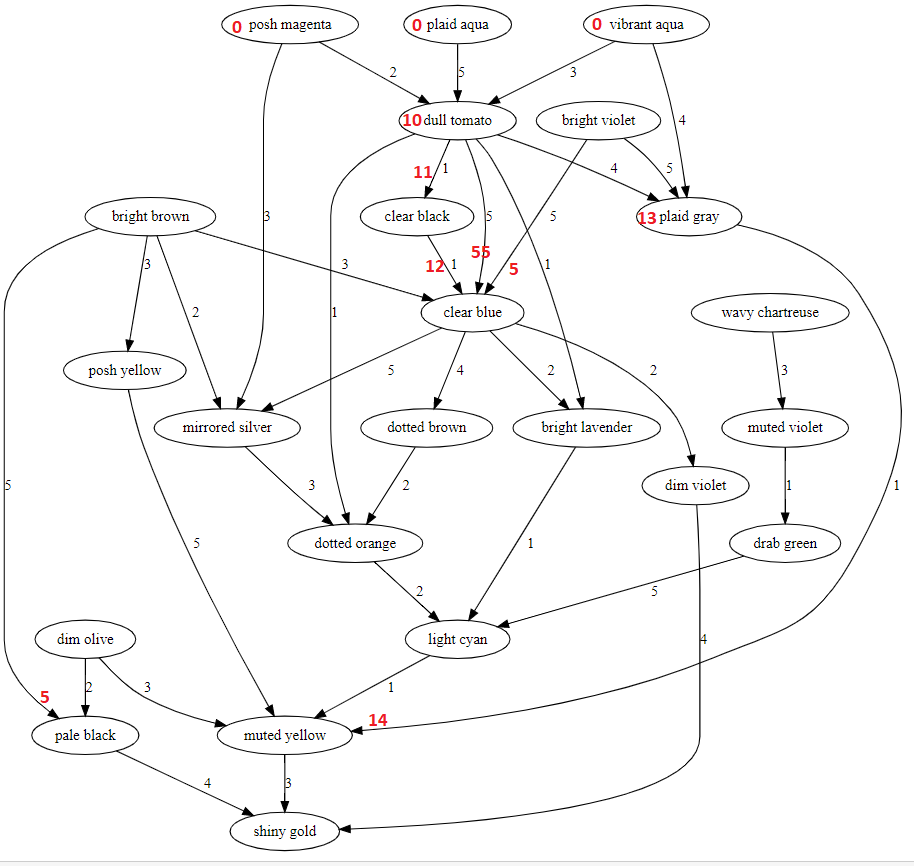 0 posh magenta
0 plaid aqua
0 vibrant aqua
2
5
3
10 dull tomato
bright violet
4
11
1
4
5
bright brown
3
clear black
5
5
13 plaid gray
3
3
12
1
55
5
1
2
1
clear blue
wavy chartreuse
posh yellow
5
4
2
2
3
mirrored silver
dotted brown
bright lavender
muted violet
5
3
2
dim violet
1
1
5
1
dotted orange
drab green
2
5
dim olive
light cyan
4
5
2
3
1
14
pale black
muted yellow
4
3
shiny gold